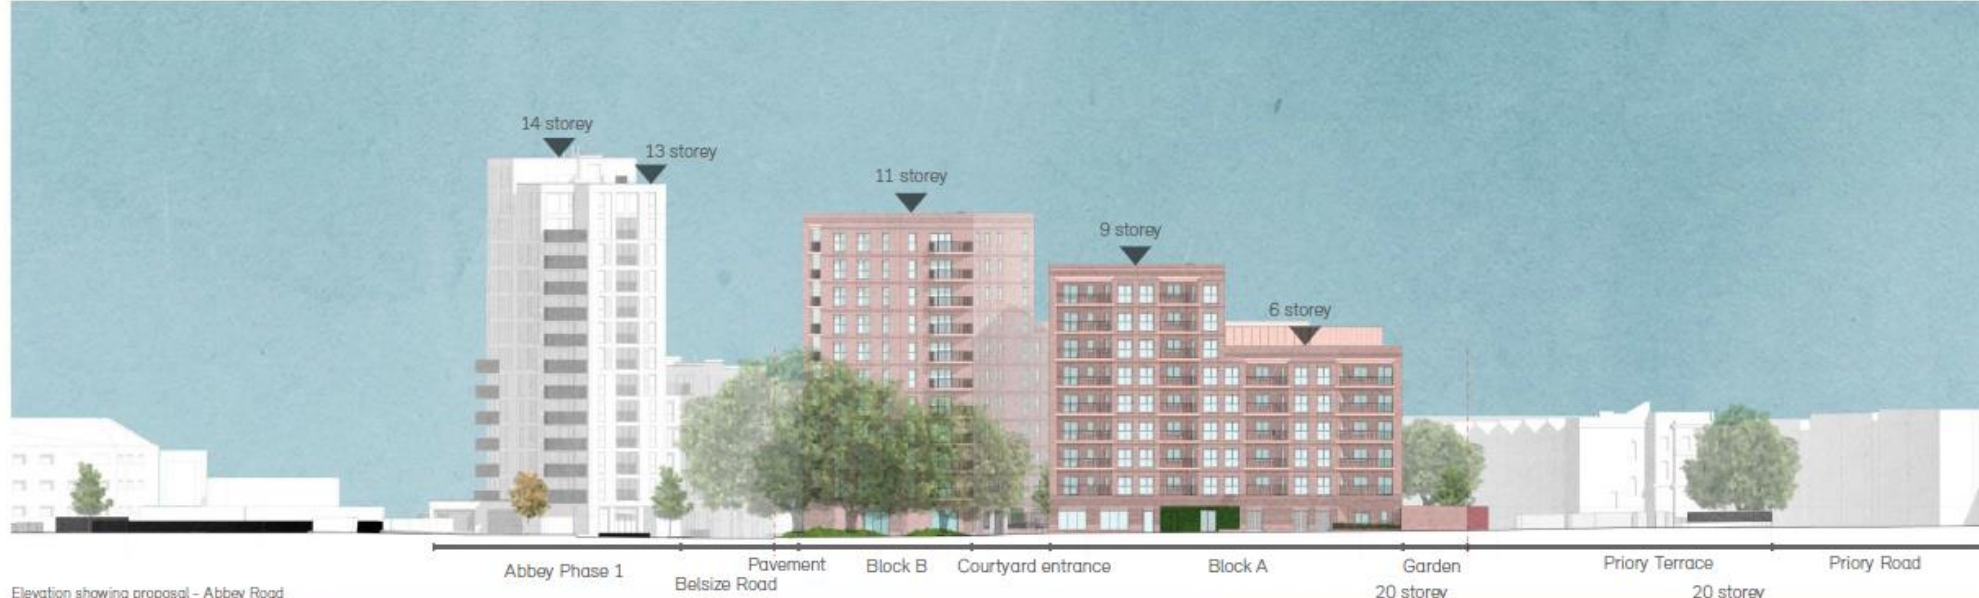 14 storey
13 storey
11 storey
9 storey
6 storey
Abbey Phase 1
Belsize Road
Pavement
Block B
Courtyard entrance
Block A
Garden
Priory Terrace
Priory Road
Elevation showing proposal - Abbey Road
20 storey
20 storey